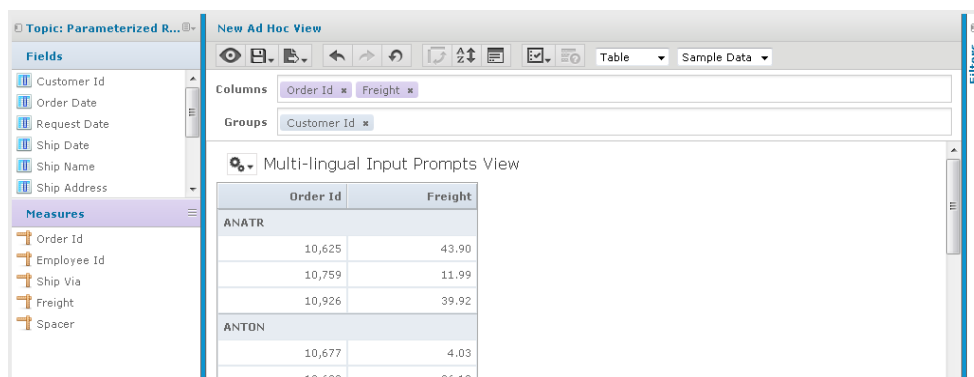 Topic: Parameterized R...
Fields
Customer Id
Order Date
Request Date
Ship Date
Ship Name
Ship Address
Measures
Order Id
Employee Id
Ship Via
Freight
Spacer
New Ad Hoc View
Table
Sample Data
Columns Order Id × Freight ×
Groups Customer Id ×
Multi-lingual Input Prompts View
Order Id Freight
ANATR
10,625 43.90
10,759 11.99
10,926 39.92
ANTON
10,677 4.03
Filters